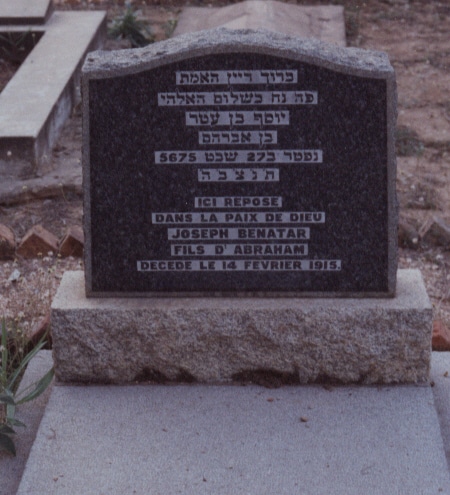 ברוך דיין האמת
פה נח בשלום האלהי
יוסף בן עטר
בן אברהם
נפטר ב27 שבט 5675
ת נ צ ב ה
ICI REPOSE
DANS LA PAIX DE DIEU
JOSEPH BENATAR
FILS D'ABRAHAM
DECEDE LE 14 FEVRIER 1915.